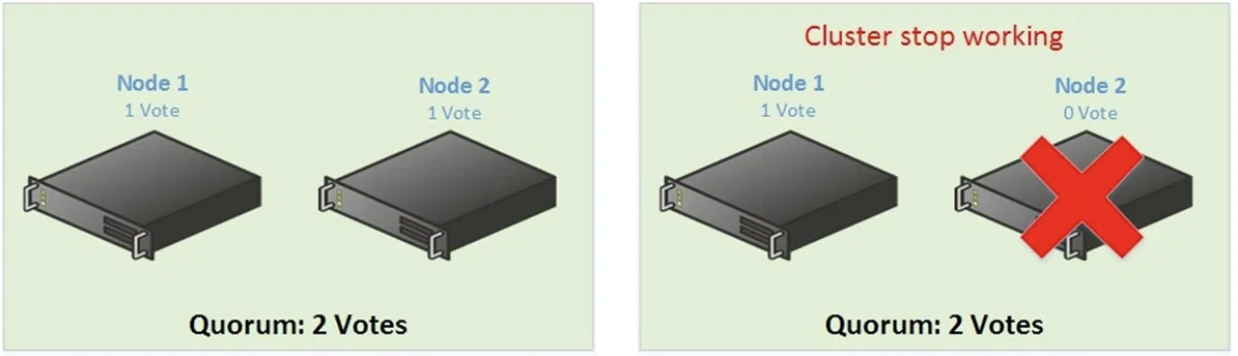 Node 1
1 Vote
Node 2
1 Vote
Quorum: 2 Votes
Cluster stop working
Node 1
1 Vote
Node 2
0 Vote
Quorum: 2 Votes